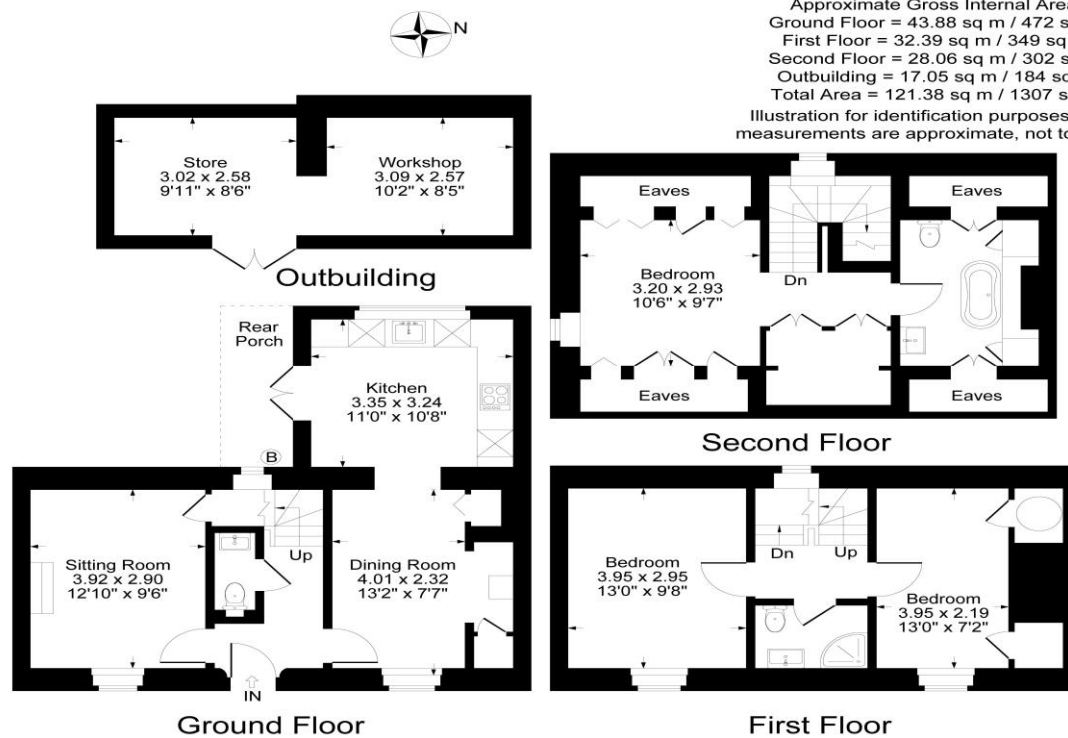 Approximate Gross Internal Area
Ground Floor = 43.88 sq m / 472 s
First Floor = 32.39 sq m / 349 sq
Second Floor = 28.06 sq m / 302 s
Outbuilding = 17.05 sq m / 184 sq
Total Area = 121.38 sq m / 1307 s
Illustration for identification purposes
measurements are approximate, not to
N
Store
3.02 x 2.58
9'11" x 8'6"
Workshop
3.09 x 2.57
10'2" x 8'5"
Outbuilding
Rear
Porch
Kitchen
3.35 x 3.24
11'0" x 10'8"
B
Sitting Room
3.92 x 2.90
12'10" x 9'6"
Up
Dining Room
4.01 x 2.32
13'2" x 7'7"
IN
Ground Floor
Eaves
Eaves
Bedroom
3.20 x 2.93
10'6" x 9'7"
Dn
Eaves
Eaves
Second Floor
Bedroom
3.95 x 2.95
13'0" x 9'8"
Dn
Up
Bedroom
3.95 x 2.19
13'0" x 7'2"
First Floor